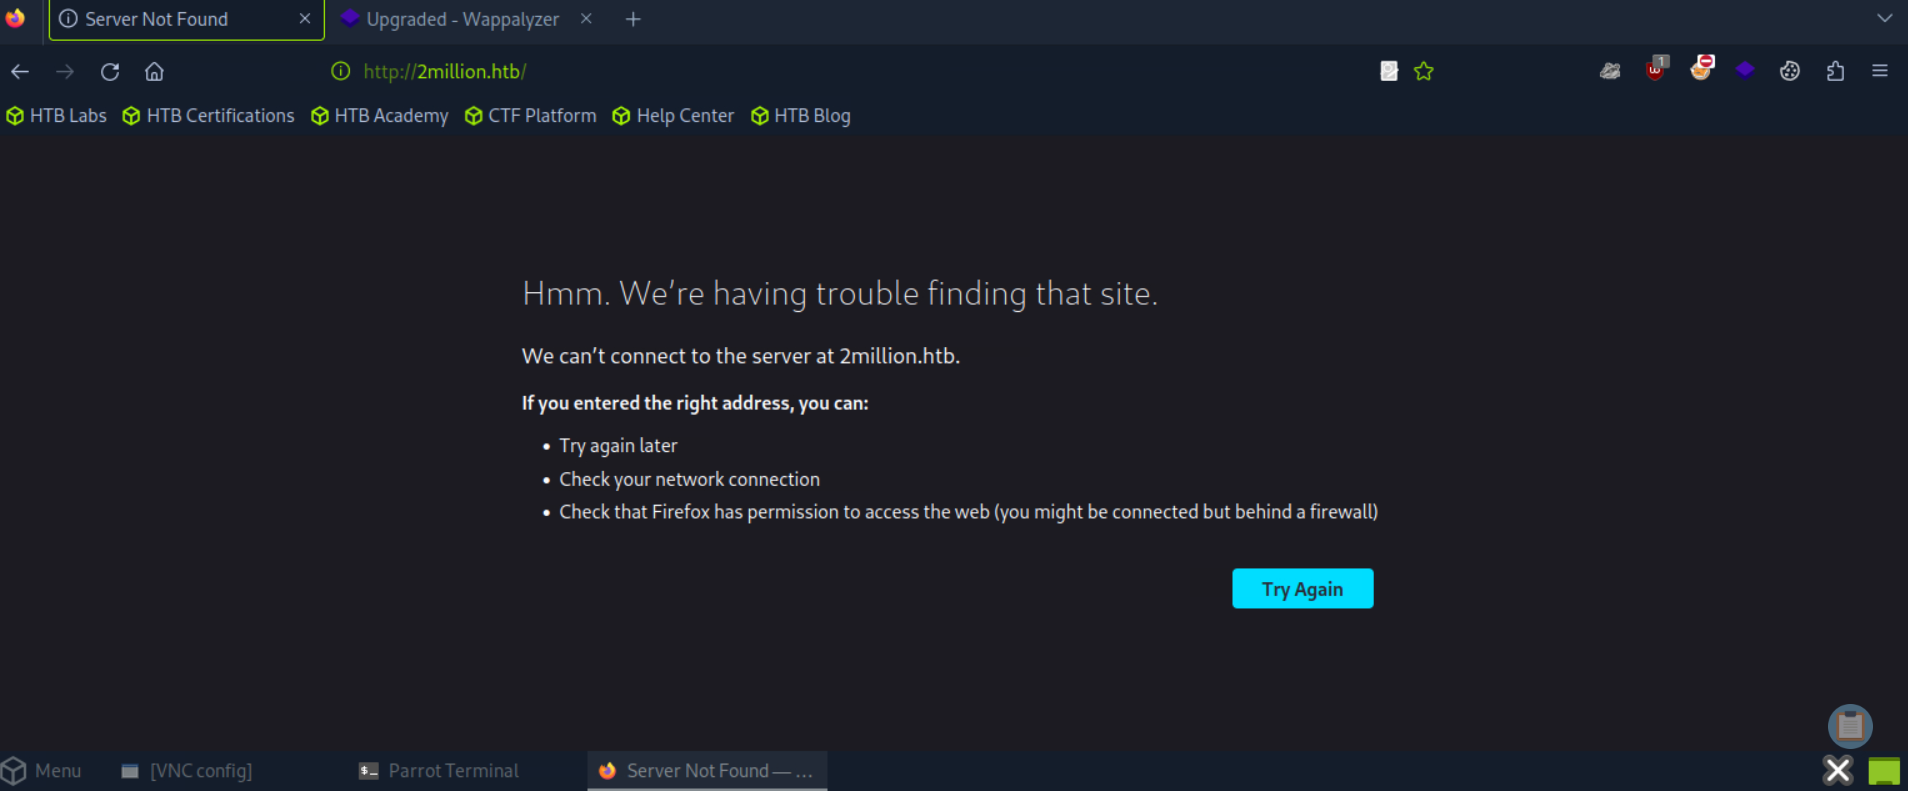 Server Not Found
Upgraded - Wappalyzer
http://2million.htb/
1
HTB Labs HTB Certifications HTB Academy CTF Platform Help Center HTB Blog
Hmm. We're having trouble finding that site.
We can't connect to the server at 2million.htb.
If you entered the right address, you can:
• Try again later
• Check your network connection
• Check that Firefox has permission to access the web (you might be connected but behind a firewall)
Try Again
Menu [VNC config] Parrot Terminal Server Not Found — ...